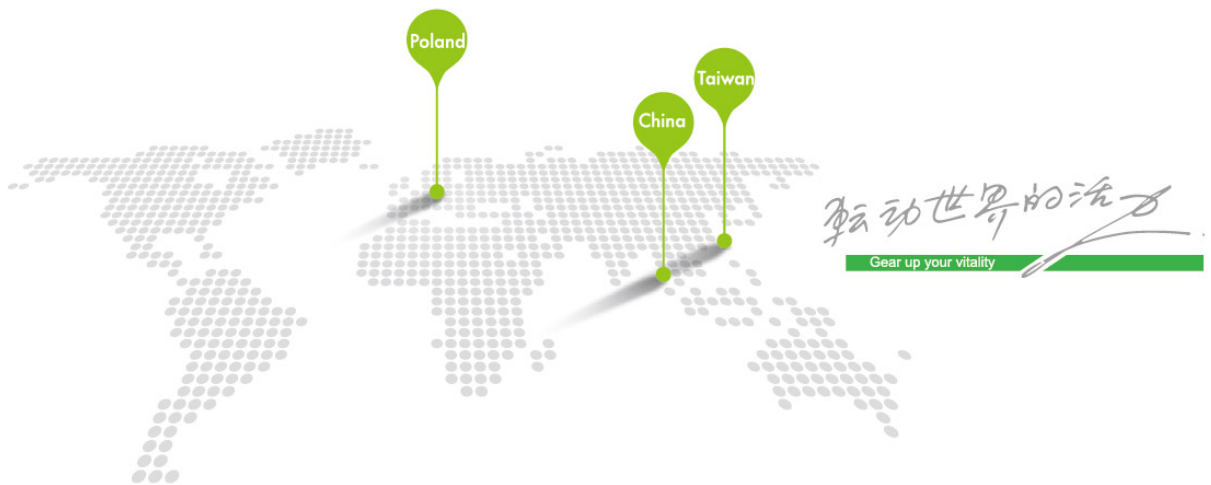 Poland
Taiwan
China
転动世界的活力
Gear up your vitality